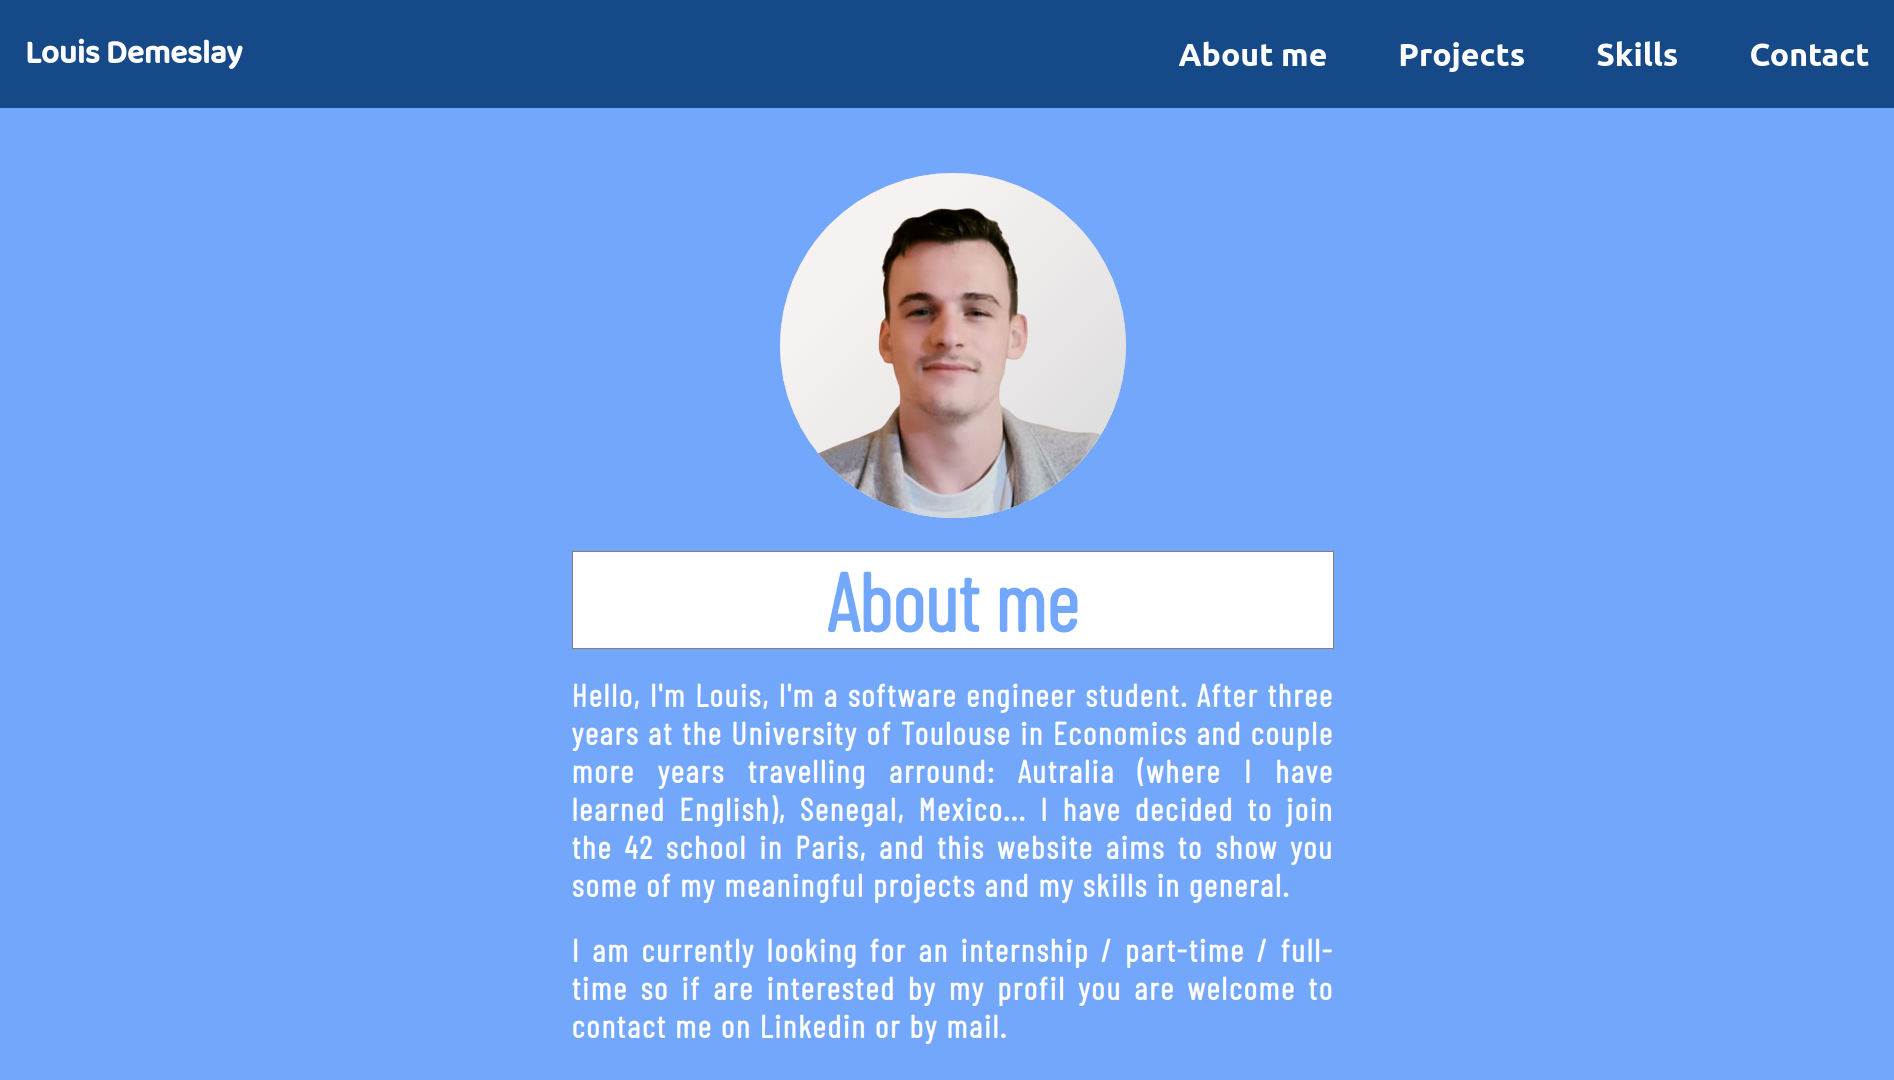 Louis Demeslay
About me Projects Skills Contact
About me
Hello, I'm Louis, I'm a software engineer student. After three
years at the University of Toulouse in Economics and couple
more years travelling arround: Autralia (where I have
learned English), Senegal, Mexico... I have decided to join
the 42 school in Paris, and this website aims to show you
some of my meaningful projects and my skills in general.
I am currently looking for an internship / part-time / full-
time so if are interested by my profil you are welcome to
contact me on Linkedin or by mail.